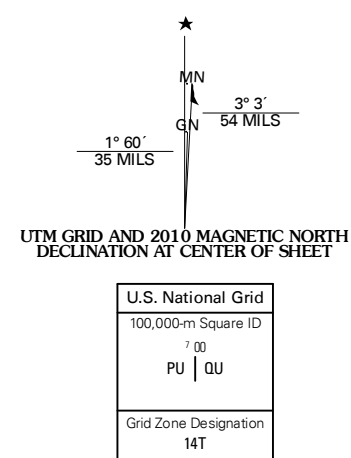 MN
3° 3´
54 MILS
GN
1° 60´
35 MILS
UTM GRID AND 2010 MAGNETIC NORTH
DECLINATION AT CENTER OF SHEET
U.S. National Grid
100,000-m Square ID
7 00
PU QU
Grid Zone Designation
14T